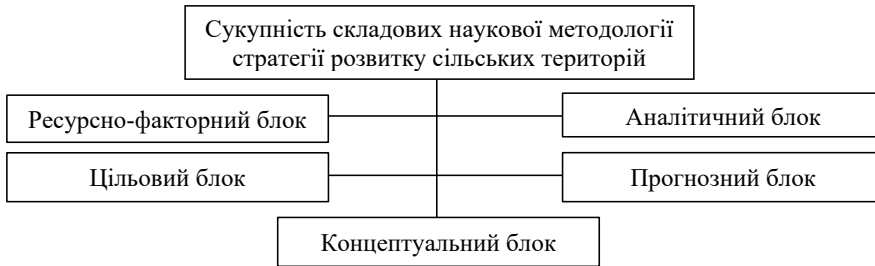 Сукупність складових наукової методології
стратегії розвитку сільських територій
Ресурсно-факторний блок
Аналітичний блок
Цільовий блок
Прогнозний блок
Концептуальний блок